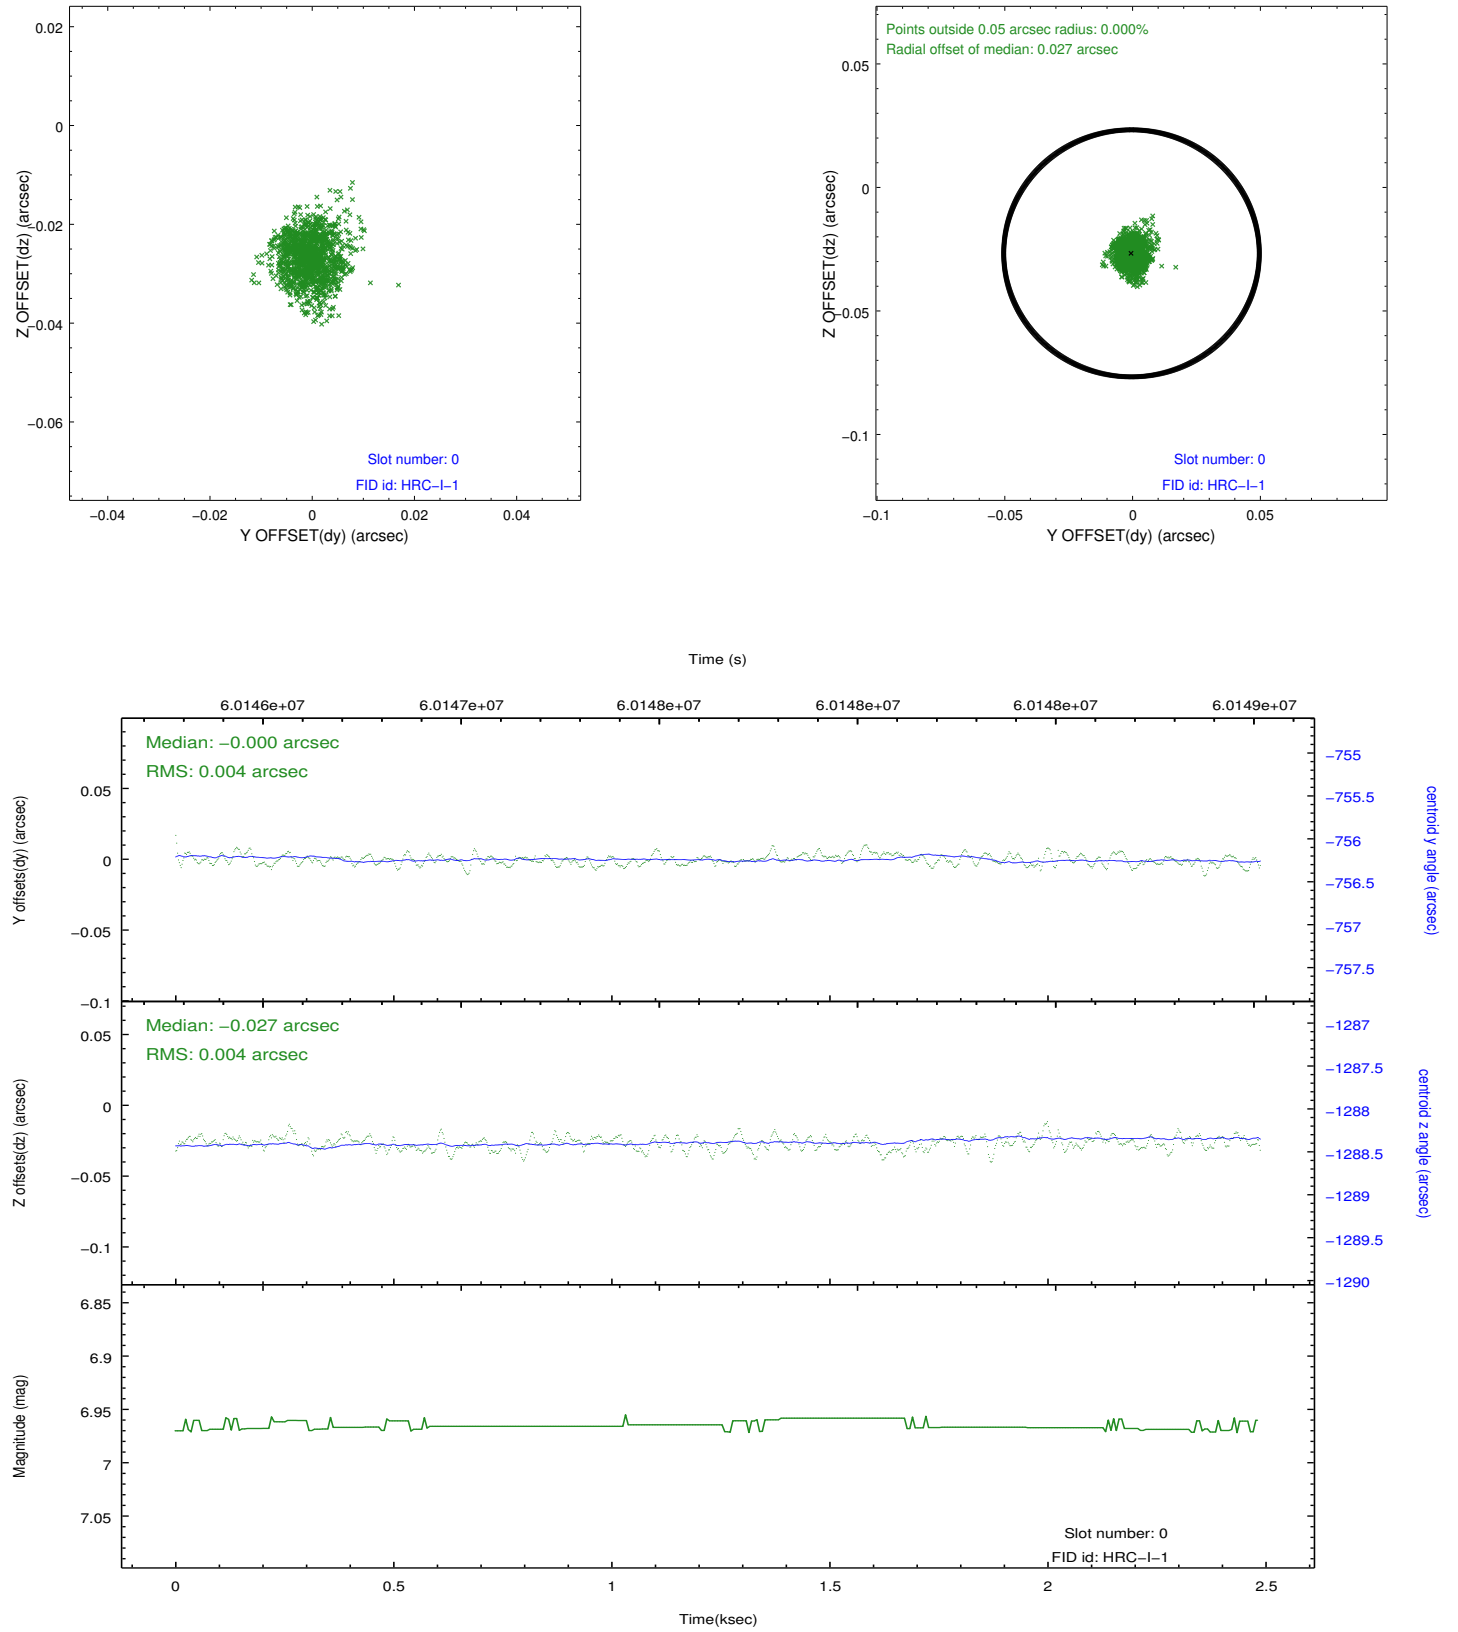 0.02
0
−0.02
−0.04
−0.06
Z OFFSET(dz) (arcsec)
Slot number: 0
FID id: HRC−I−1
−0.04 −0.02 0 0.02 0.04
Y OFFSET(dy) (arcsec)
Points outside 0.05 arcsec radius: 0.000%
Radial offset of median: 0.027 arcsec
0.05
0
−0.05
−0.1
Z OFFSET(dz) (arcsec)
Slot number: 0
FID id: HRC−I−1
−0.1 −0.05 0 0.05
Y OFFSET(dy) (arcsec)
Time (s)
6.0146e+07 6.0147e+07 6.0148e+07 6.0148e+07 6.0148e+07 6.0149e+07
Median: −0.000 arcsec
RMS: 0.004 arcsec
0.05
0
−0.05
−0.1
Y offsets(dy) (arcsec)
−755
−755.5
−756
−756.5
−757
−757.5
centroid y angle (arcsec)
Median: −0.027 arcsec
RMS: 0.004 arcsec
0.05
0
−0.05
−0.1
Z offsets(dz) (arcsec)
−1287
−1287.5
−1288
−1288.5
−1289
−1289.5
−1290
centroid z angle (arcsec)
6.85
6.9
6.95
7
7.05
Magnitude (mag)
Slot number: 0
FID id: HRC−I−1
0 0.5 1 1.5 2 2.5
Time(ksec)